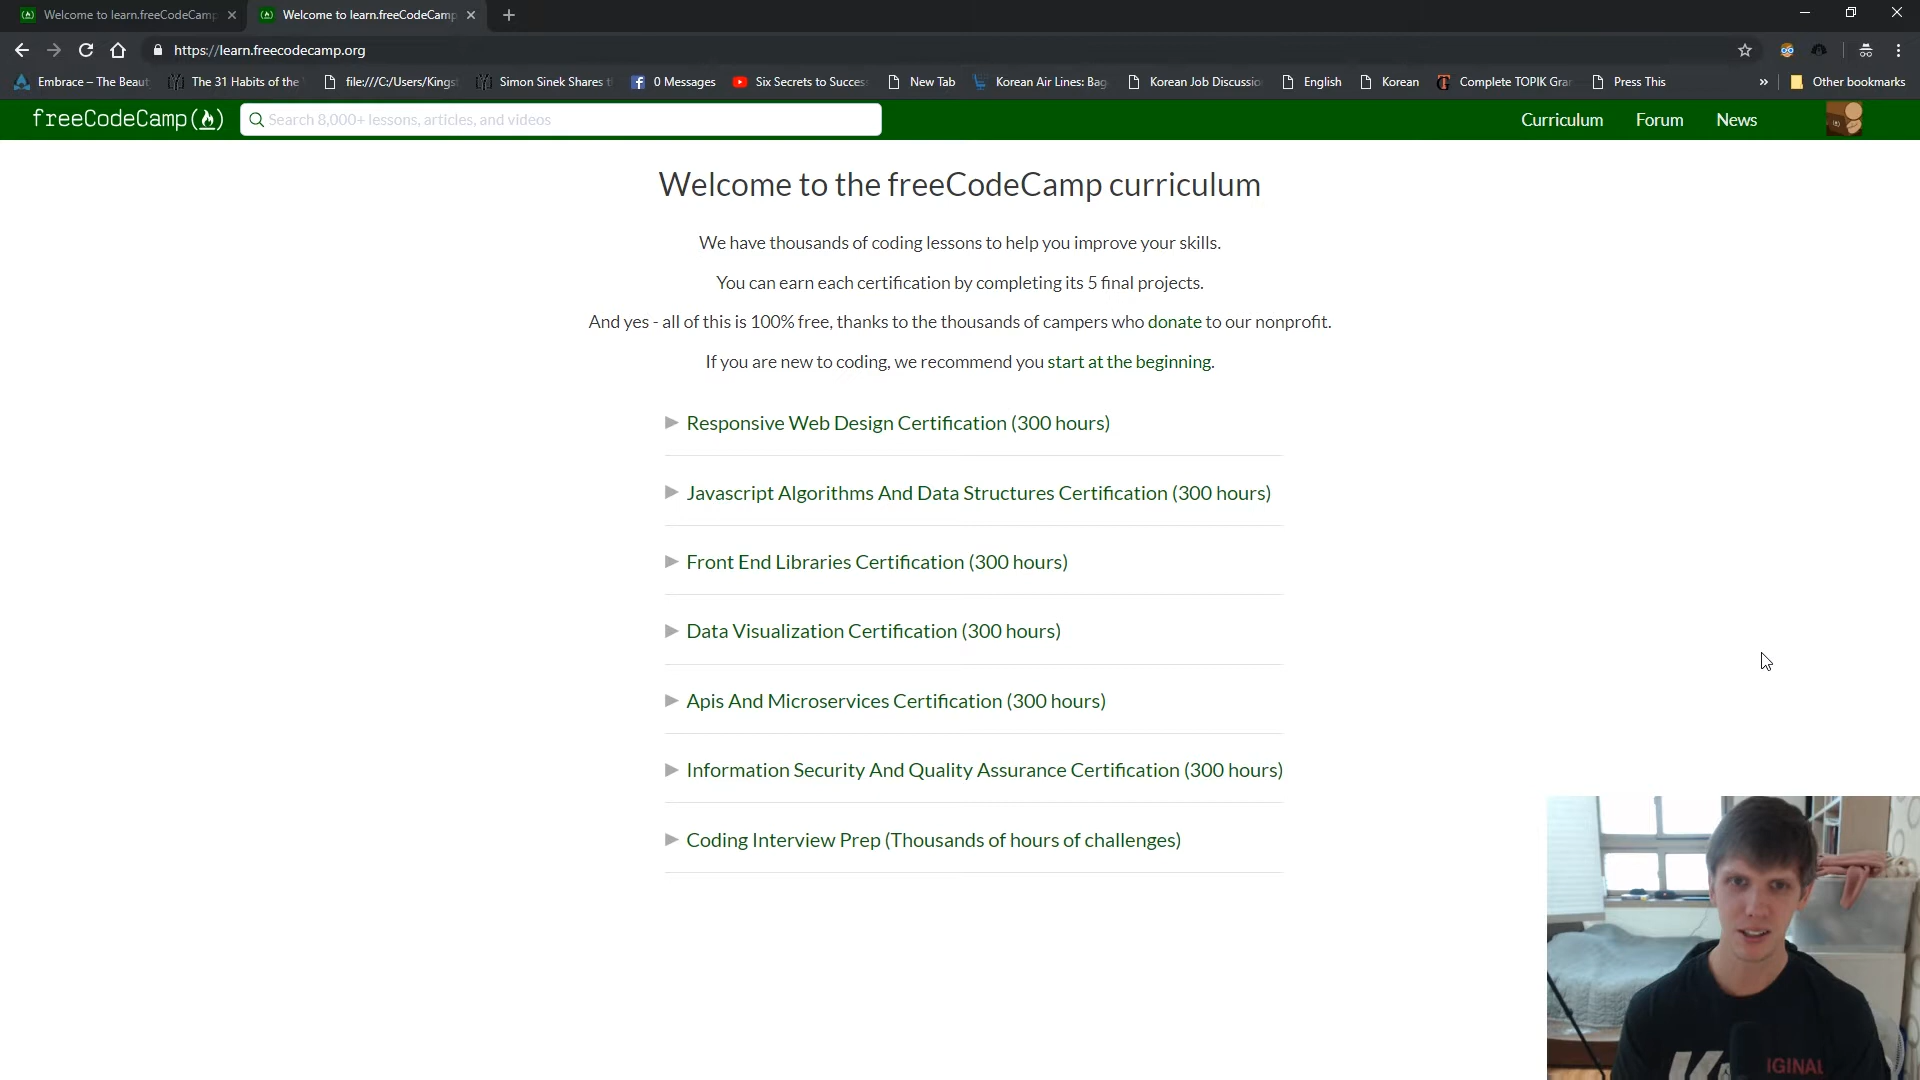 Welcome to learn.freeCodeCamp
Welcome to learn.freeCodeCamp
https://learn.freecodecamp.org
Embrace – The Beaut
The 31 Habits of the
file:///C:/Users/Kings
Simon Sinek Shares t
0 Messages
Six Secrets to Succes
New Tab
Korean Air Lines: Bag
Korean Job Discussio
English
Korean
Complete TOPIK Gra
Press This
»
Other bookmarks
freeCodeCamp
Search 8,000+ lessons, articles, and videos
Curriculum
Forum
News
Welcome to the freeCodeCamp curriculum
We have thousands of coding lessons to help you improve your skills.
You can earn each certification by completing its 5 final projects.
And yes - all of this is 100% free, thanks to the thousands of campers who donate to our nonprofit.
If you are new to coding, we recommend you start at the beginning.
Responsive Web Design Certification (300 hours)
Javascript Algorithms And Data Structures Certification (300 hours)
Front End Libraries Certification (300 hours)
Data Visualization Certification (300 hours)
Apis And Microservices Certification (300 hours)
Information Security And Quality Assurance Certification (300 hours)
Coding Interview Prep (Thousands of hours of challenges)
IGINAL